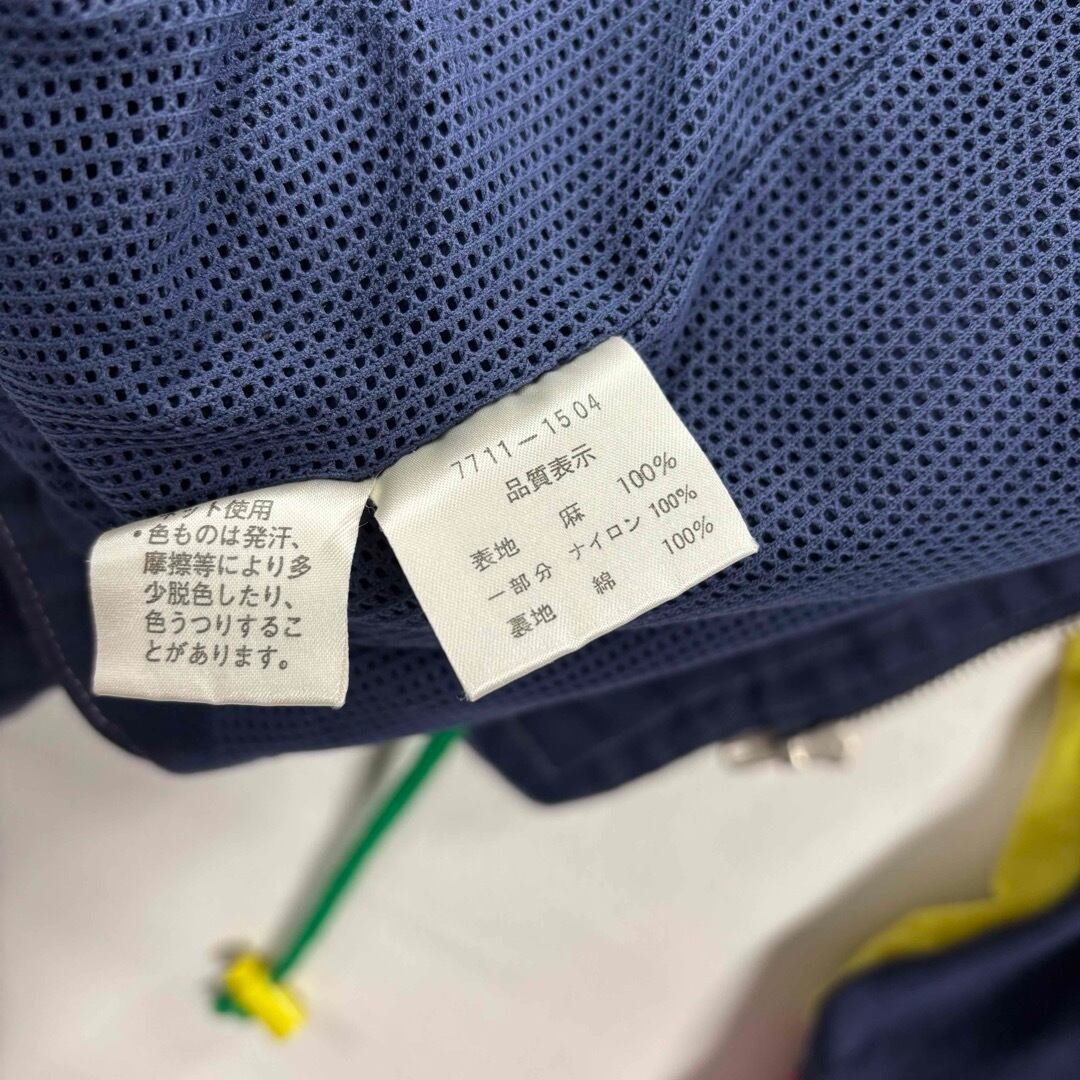 ット使用
・色ものは発汗、
摩擦等により多
少脱色したり、
色うつりするこ
とがあります。
7711-1504
品質表示
表地 麻 100%
一部分 ナイロン 100%
裏地 綿 100%